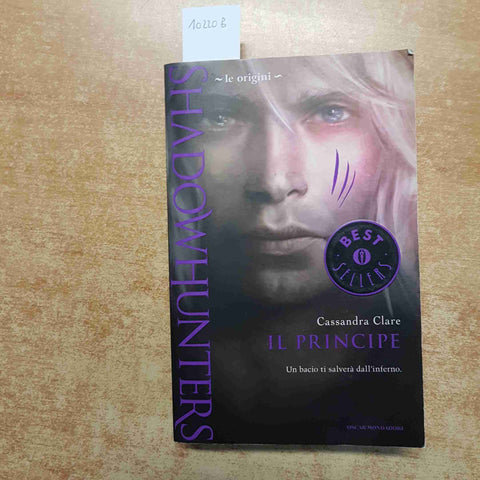 10220B
SHADOWHUNTERS
~ le origini ~
BEST
SELLERS
Cassandra Clare
IL PRINCIPE
Un bacio ti salverà dall'inferno.
OSCAR MONDADORI